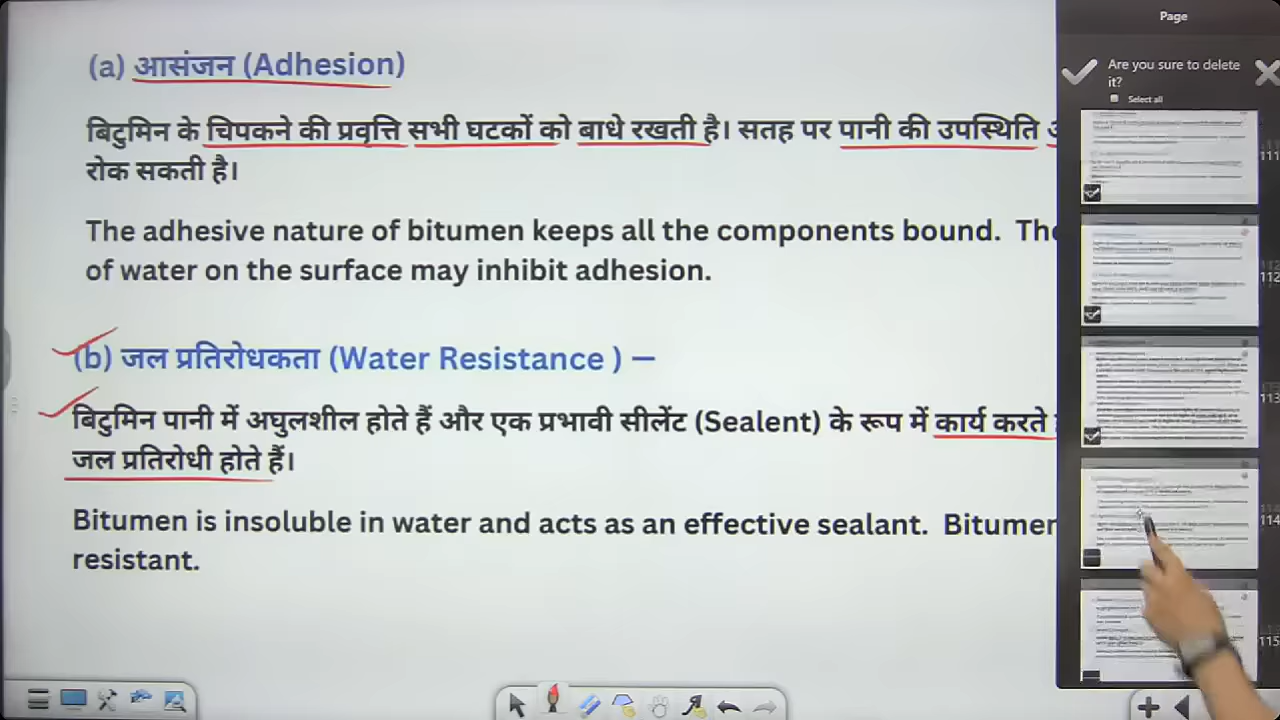 (a) आसंजन (Adhesion)
बिटुमिन के चिपकने की प्रवृत्ति सभी घटकों को बाधे रखती है। सतह पर पानी की उपस्थिति
रोक सकती है।
The adhesive nature of bitumen keeps all the components bound. The
of water on the surface may inhibit adhesion.
(b) जल प्रतिरोधकता (Water Resistance ) —
बिटुमिन पानी में अघुलशील होते हैं और एक प्रभावी सीलेंट (Sealent) के रूप में कार्य करते
जल प्रतिरोधी होते हैं।
Bitumen is insoluble in water and acts as an effective sealant. Bitumen
resistant.
Page
Are you sure to delete
it?
Select all
111
112
113
114
115